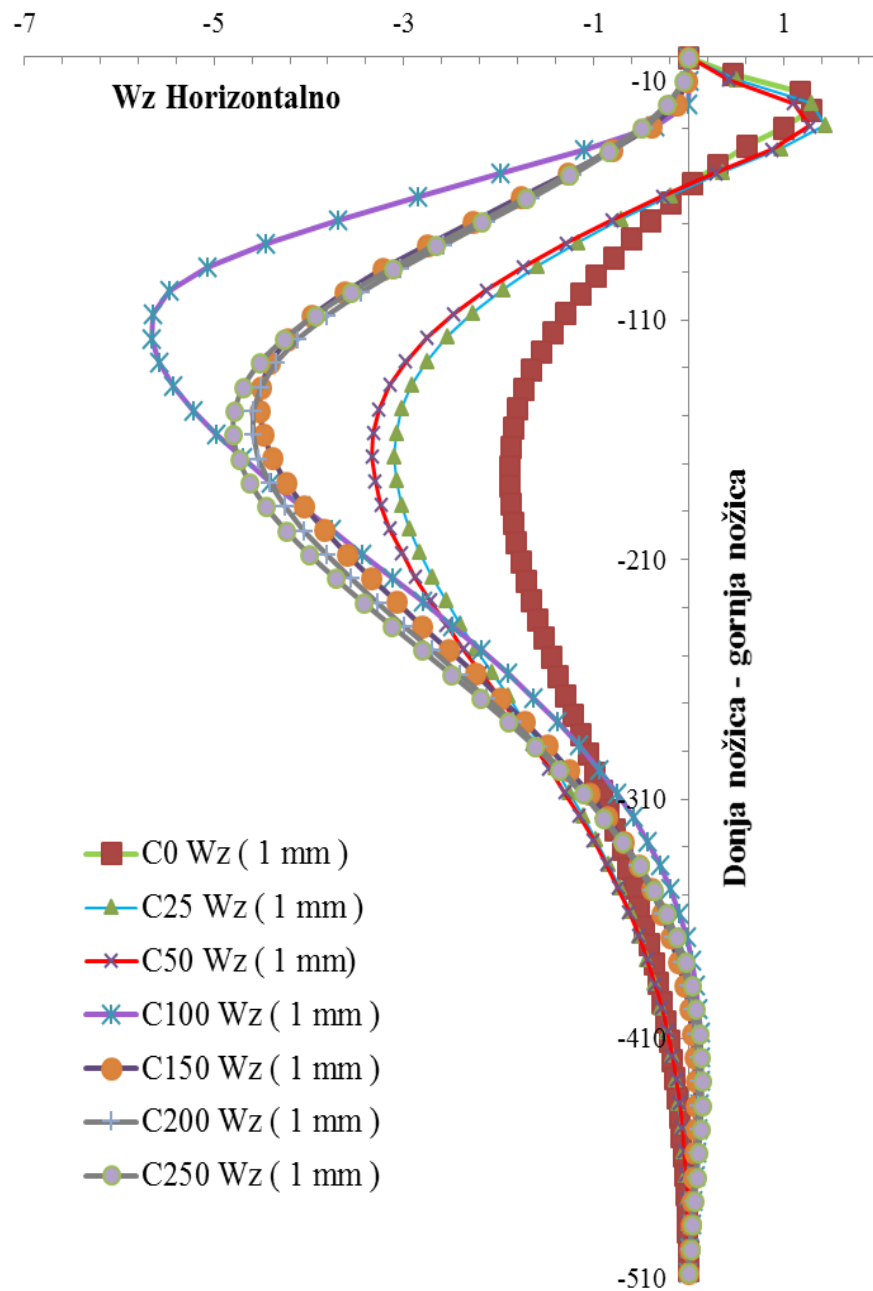 -7 -5 -3 -1 1
-10
Wz Horizontalno
-110
-210
Donja nožica - gornja nožica
-310
C0 Wz ( 1 mm )
C25 Wz ( 1 mm )
C50 Wz ( 1 mm)
C100 Wz ( 1 mm )
-410
C150 Wz ( 1 mm )
C200 Wz ( 1 mm )
C250 Wz ( 1 mm )
-510